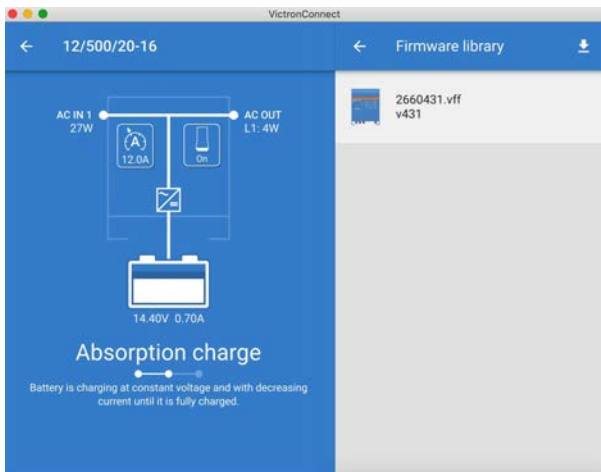 VictronConnect
12/500/20-16
Firmware library
2660431.vff
v431
AC IN 1
27W
AC OUT
L1: 4W
12.0A
On
14.40V 0.70A
Absorption charge
Battery is charging at constant voltage and with decreasing
current until it is fully charged.